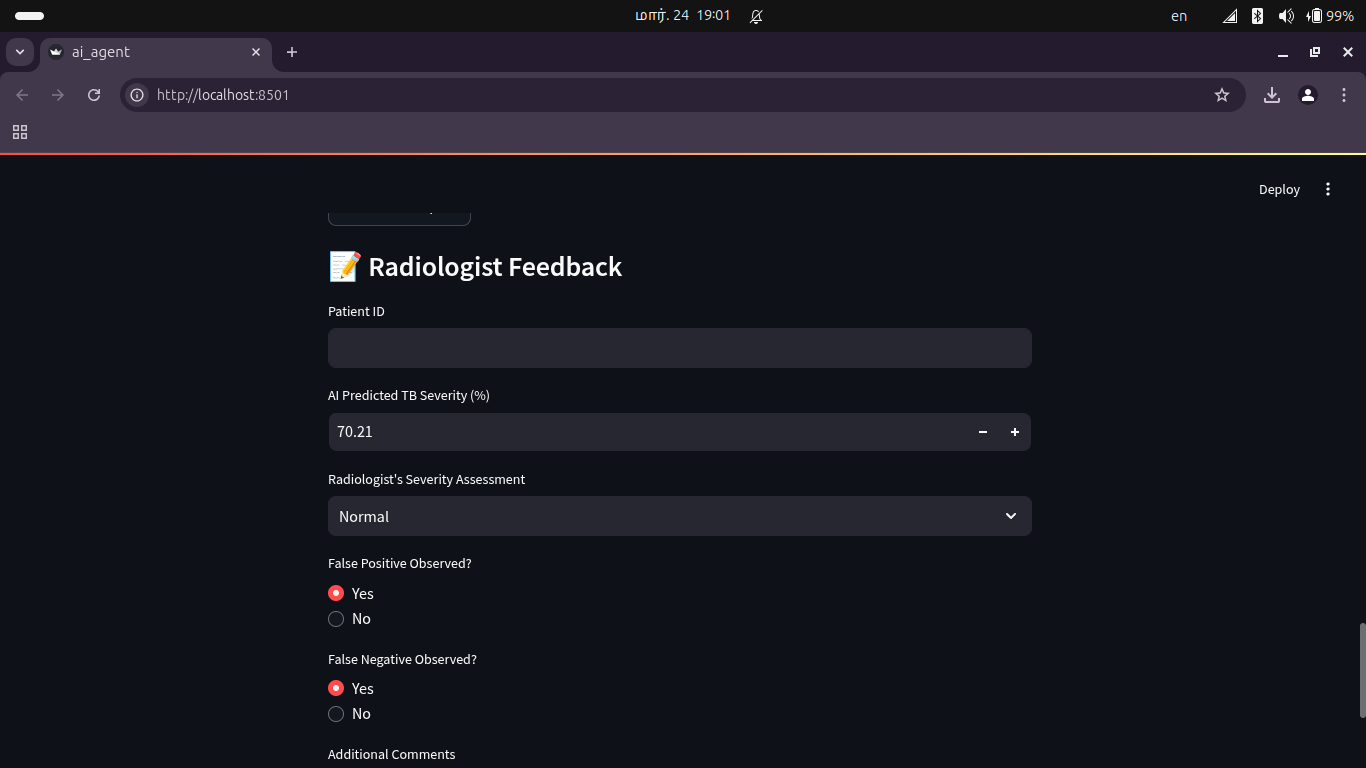 மார். 24 19:01
en
99%
ai_agent
http://localhost:8501
Deploy
📝 Radiologist Feedback
Patient ID
AI Predicted TB Severity (%)
70.21
Radiologist's Severity Assessment
Normal
False Positive Observed?
Yes
No
False Negative Observed?
Yes
No
Additional Comments